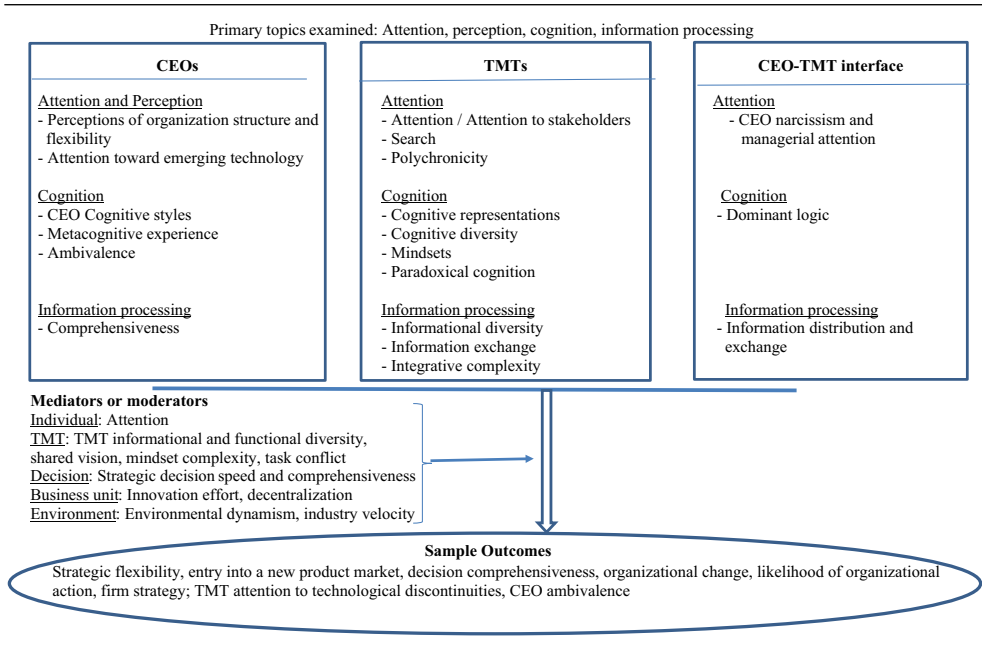 Primary topics examined: Attention, perception, cognition, information processing
CEOs
Attention and Perception
- Perceptions of organization structure and
flexibility
- Attention toward emerging technology
Cognition
- CEO Cognitive styles
- Metacognitive experience
- Ambivalence
Information processing
- Comprehensiveness
TMTs
Attention
- Attention / Attention to stakeholders
- Search
- Polychronicity
Cognition
- Cognitive representations
- Cognitive diversity
- Mindsets
- Paradoxical cognition
Information processing
- Informational diversity
- Information exchange
- Integrative complexity
CEO-TMT interface
Attention
- CEO narcissism and
managerial attention
Cognition
- Dominant logic
Information processing
- Information distribution and
exchange
Mediators or moderators
Individual: Attention
TMT: TMT informational and functional diversity,
shared vision, mindset complexity, task conflict
Decision: Strategic decision speed and comprehensiveness
Business unit: Innovation effort, decentralization
Environment: Environmental dynamism, industry velocity
Sample Outcomes
Strategic flexibility, entry into a new product market, decision comprehensiveness, organizational change, likelihood of organizational
action, firm strategy; TMT attention to technological discontinuities, CEO ambivalence